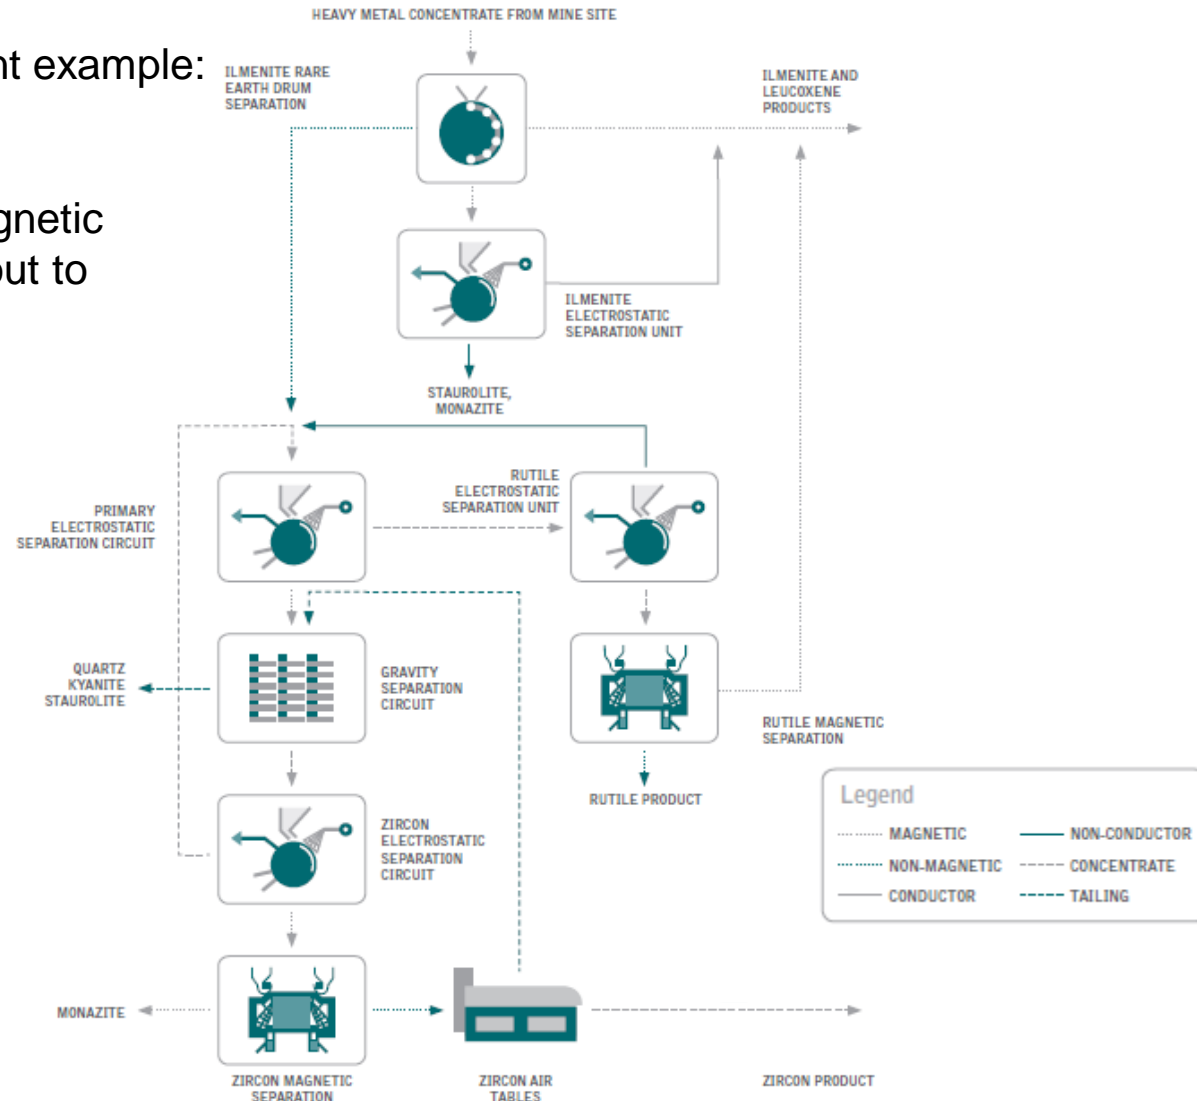 HEAVY METAL CONCENTRATE FROM MINE SITE
nt example:
ILMENITE RARE
EARTH DRUM
SEPARATION
ILMENITE AND
LEUCOXENE
PRODUCTS
gnetic
out to
ILMENITE
ELECTROSTATIC
SEPARATION UNIT
STAUROLITE,
MONAZITE
PRIMARY
ELECTROSTATIC
SEPARATION CIRCUIT
RUTILE
ELECTROSTATIC
SEPARATION UNIT
QUARTZ
KYANITE
STAUROLITE
GRAVITY
SEPARATION
CIRCUIT
RUTILE MAGNETIC
SEPARATION
RUTILE PRODUCT
ZIRCON
ELECTROSTATIC
SEPARATION
CIRCUIT
MONAZITE
ZIRCON MAGNETIC
SEPARATION
ZIRCON AIR
TABLES
ZIRCON PRODUCT
Legend
MAGNETIC
NON-CONDUCTOR
NON-MAGNETIC
CONCENTRATE
CONDUCTOR
TAILING